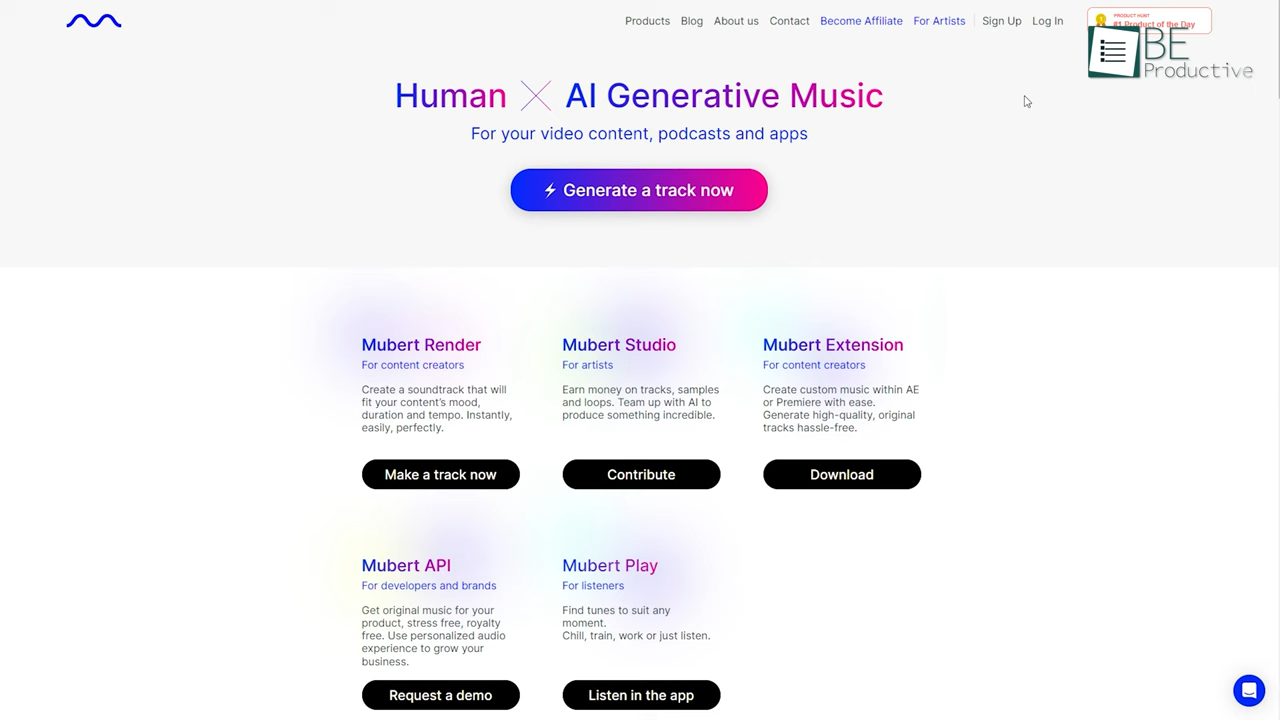 Products Blog About us Contact Become Affiliate For Artists Sign Up Log In
PRODUCT HUNT
#1 Product of the Day
BE
Productive
Human X AI Generative Music
For your video content, podcasts and apps
Generate a track now
Mubert Render
For content creators
Create a soundtrack that will
fit your content's mood,
duration and tempo. Instantly,
easily, perfectly.
Make a track now
Mubert Studio
For artists
Earn money on tracks, samples
and loops. Team up with AI to
produce something incredible.
Contribute
Mubert Extension
For content creators
Create custom music within AE
or Premiere with ease.
Generate high-quality, original
tracks hassle-free.
Download
Mubert API
For developers and brands
Get original music for your
product, stress free, royalty
free. Use personalized audio
experience to grow your
business.
Request a demo
Mubert Play
For listeners
Find tunes to suit any
moment.
Chill, train, work or just listen.
Listen in the app